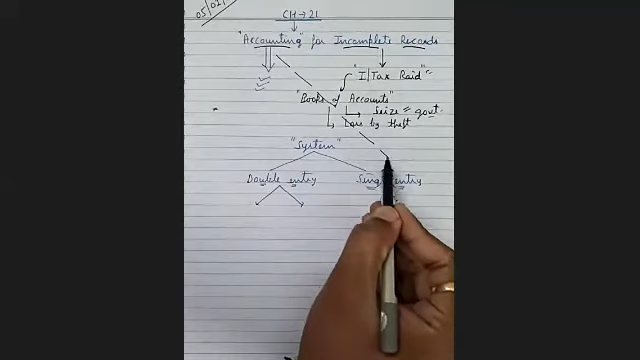 05/02/
CH → 21
"Accounting" for Incomplete Records
"I/Tax Raid"
"Books of Accounts"
Seize = govt.
Loss by theft
"System"
Double entry Single entry